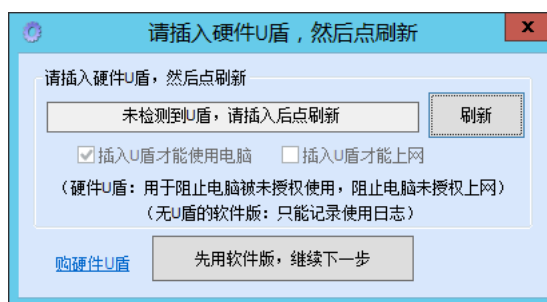 请插入硬件U盾，然后点刷新
x
请插入硬件U盾，然后点刷新
未检测到U盾，请插入后点刷新
刷新
插入U盾才能使用电脑
插入U盾才能上网
（硬件U盾：用于阻止电脑被未授权使用，阻止电脑未授权上网）
（无U盾的软件版：只能记录使用日志）
购硬件U盾
先用软件版，继续下一步